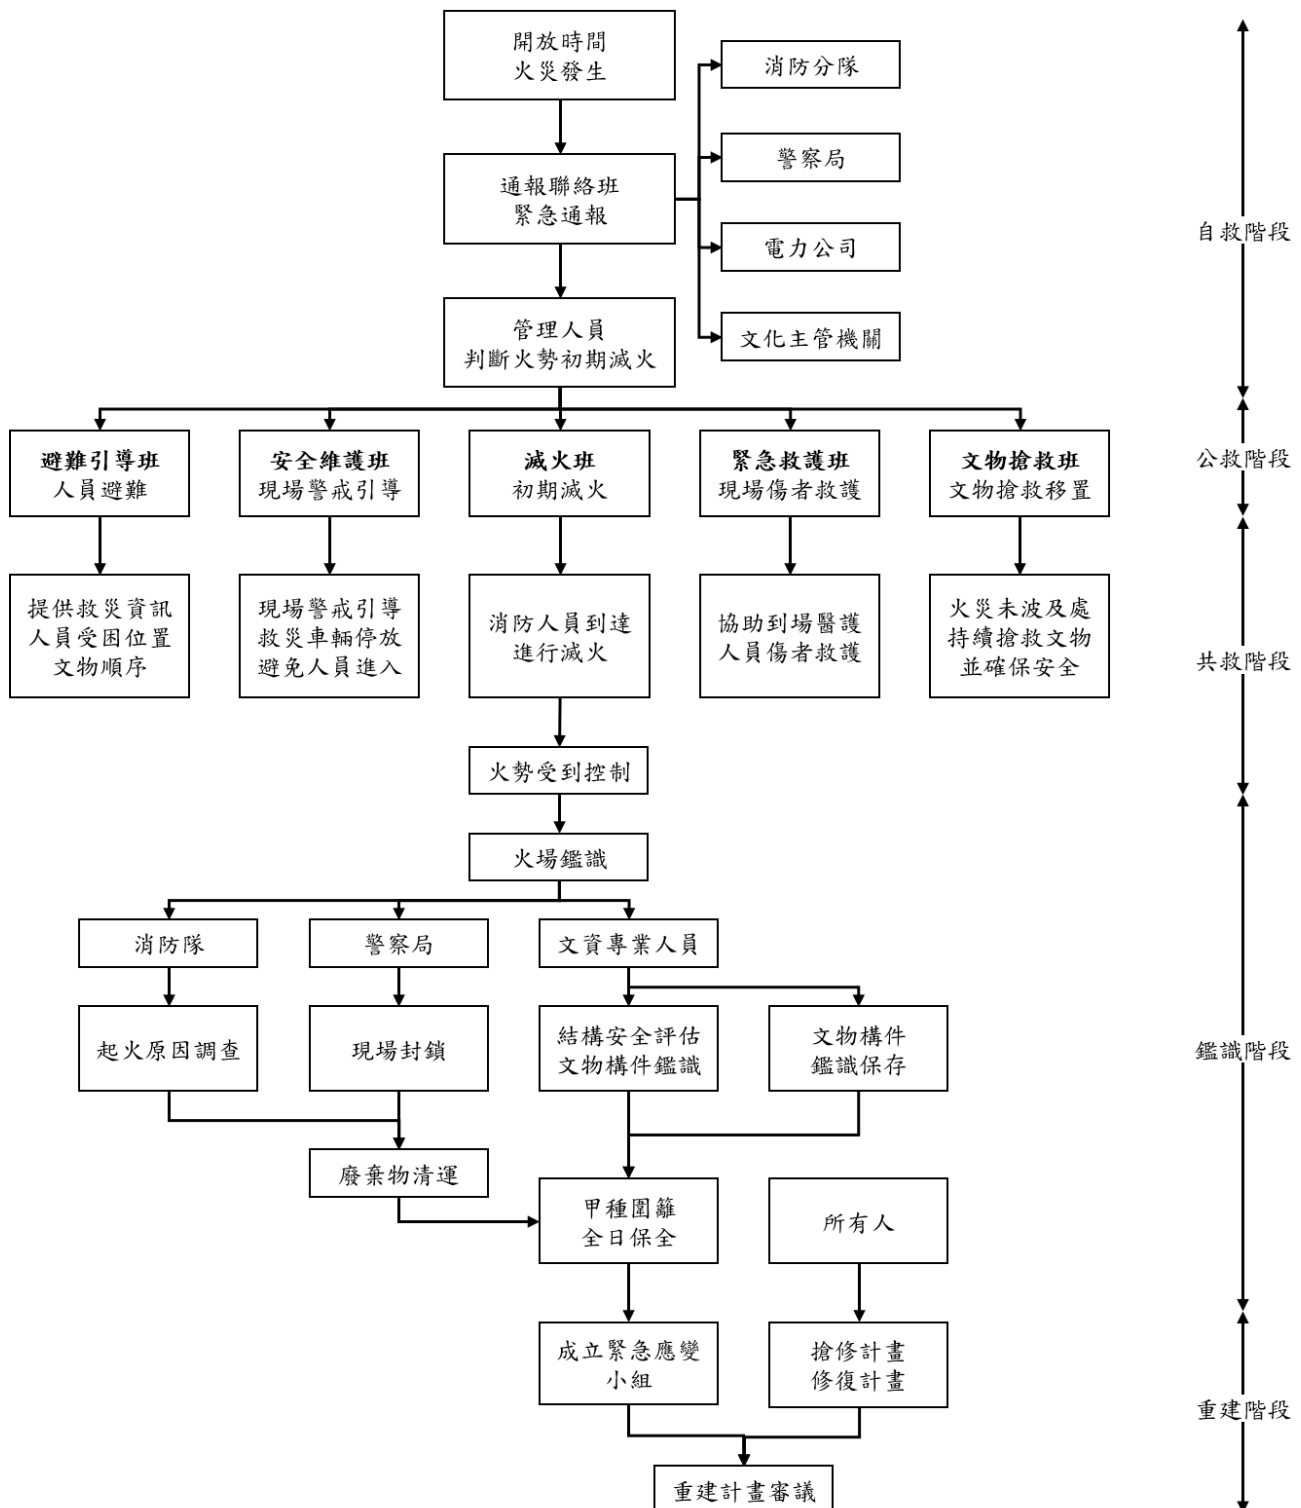 開放時間
火災發生
消防分隊
警察局
通報聯絡班
緊急通報
電力公司
自救階段
管理人員
判斷火勢初期滅火
文化主管機關
避難引導班
人員避難
安全維護班
現場警戒引導
滅火班
初期滅火
緊急救護班
現場傷者救護
文物搶救班
文物搶救移置
公救階段
提供救災資訊
人員受困位置
文物順序
現場警戒引導
救災車輛停放
避免人員進入
消防人員到達
進行滅火
協助到場醫護
人員傷者救護
火災未波及處
持續搶救文物
並確保安全
共救階段
火勢受到控制
火場鑑識
消防隊
警察局
文資專業人員
起火原因調查
現場封鎖
結構安全評估
文物構件鑑識
文物構件
鑑識保存
鑑識階段
廢棄物清運
甲種圍籬
全日保全
所有人
成立緊急應變
小組
搶修計畫
修復計畫
重建階段
重建計畫審議